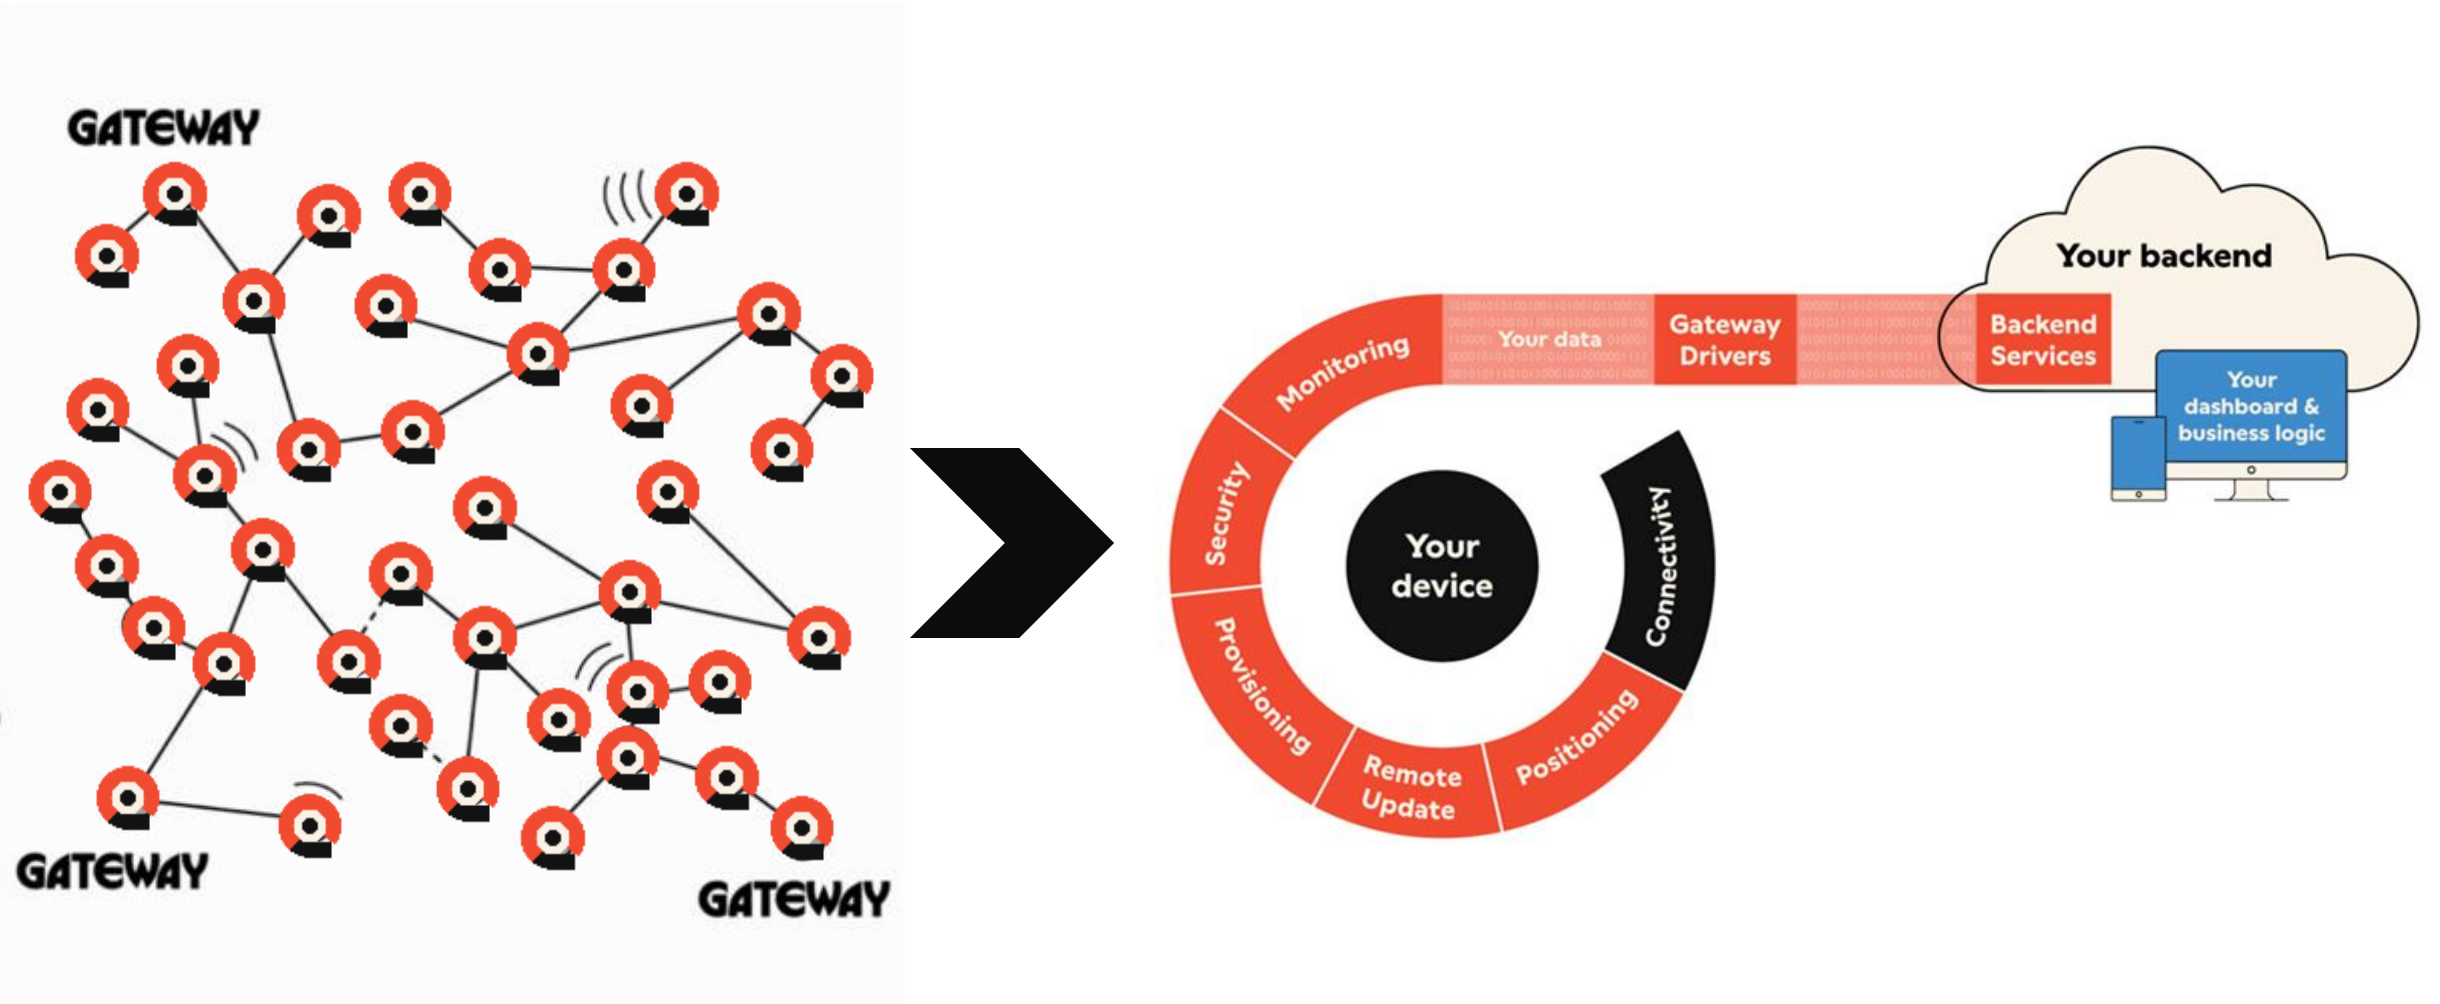 GATEWAY
GATEWAY
GATEWAY
Monitoring
Security
Provisioning
Remote
Update
Positioning
Connectivity
Your
device
Your data
Gateway
Drivers
Backend
Services
Your backend
Your
dashboard &
business logic